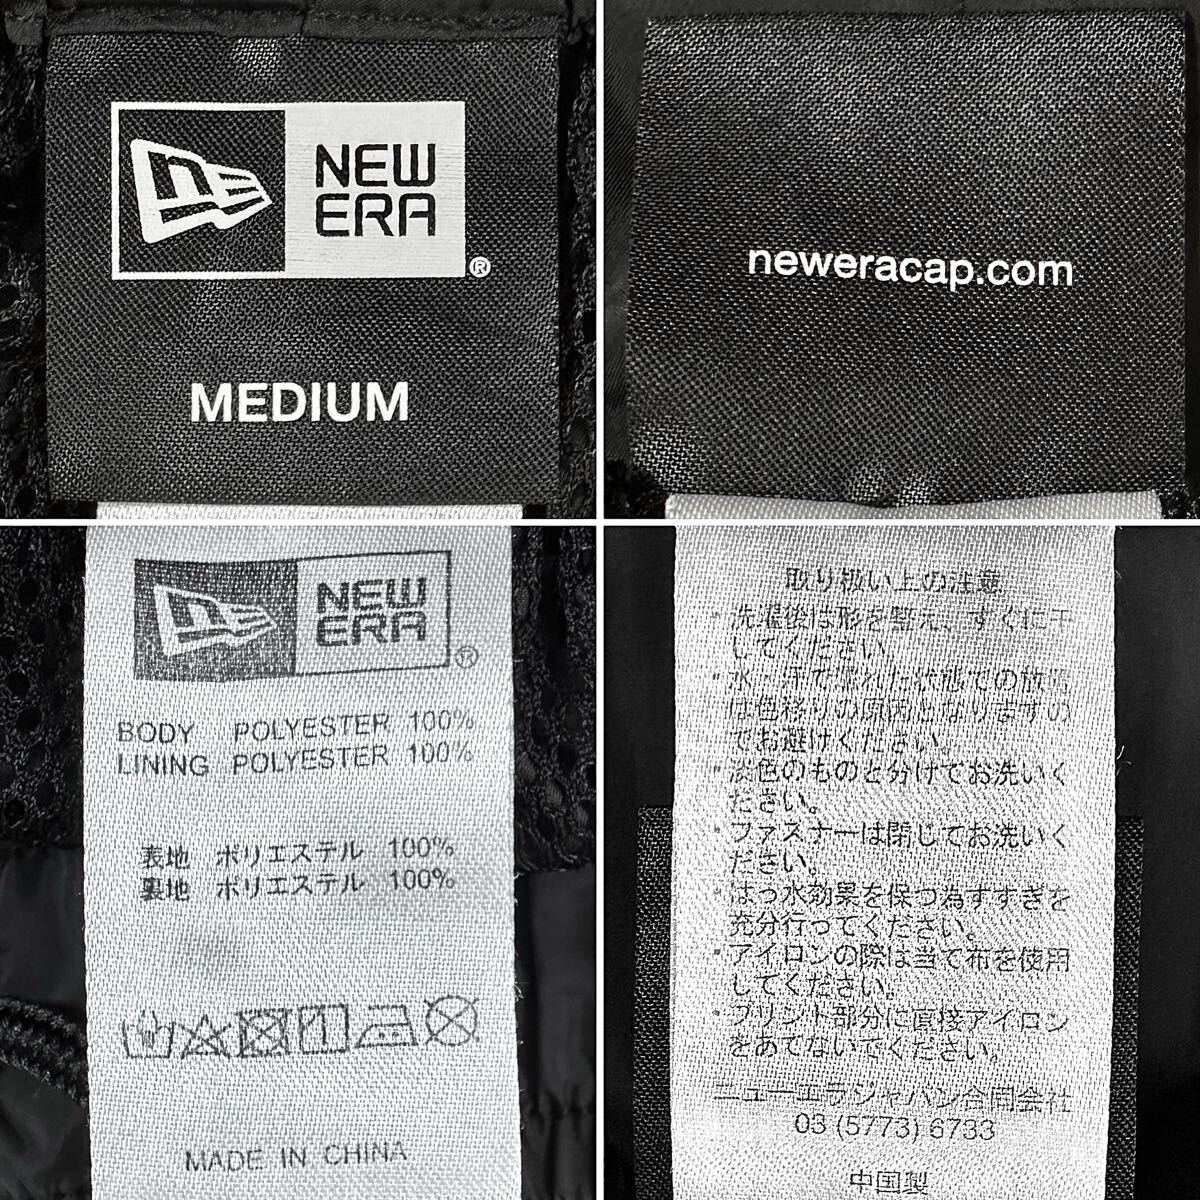 NEW
ERA
®
MEDIUM
neweracap.com
NEW
ERA
®
BODY POLYESTER 100%
LINING POLYESTER 100%
表地 ポリエステル 100%
裏地 ポリエステル 100%
MADE IN CHINA
取り扱い上の注意
・洗濯後は形を整え、すぐに干
してください。
・水・汗で濡れた状態での放置
は色移りの原因となりますの
でお避けください。
・淡色のものと分けてお洗いく
ださい。
・ファスナーは閉じてお洗いく
ださい。
・はっ水効果を保つ為すすぎを
充分行ってください。
・アイロンの際は当て布を使用
してください。
・プリント部分に直接アイロン
をあてないでください。
ニューエラジャパン合同会社
03 (5773) 6733
中国製